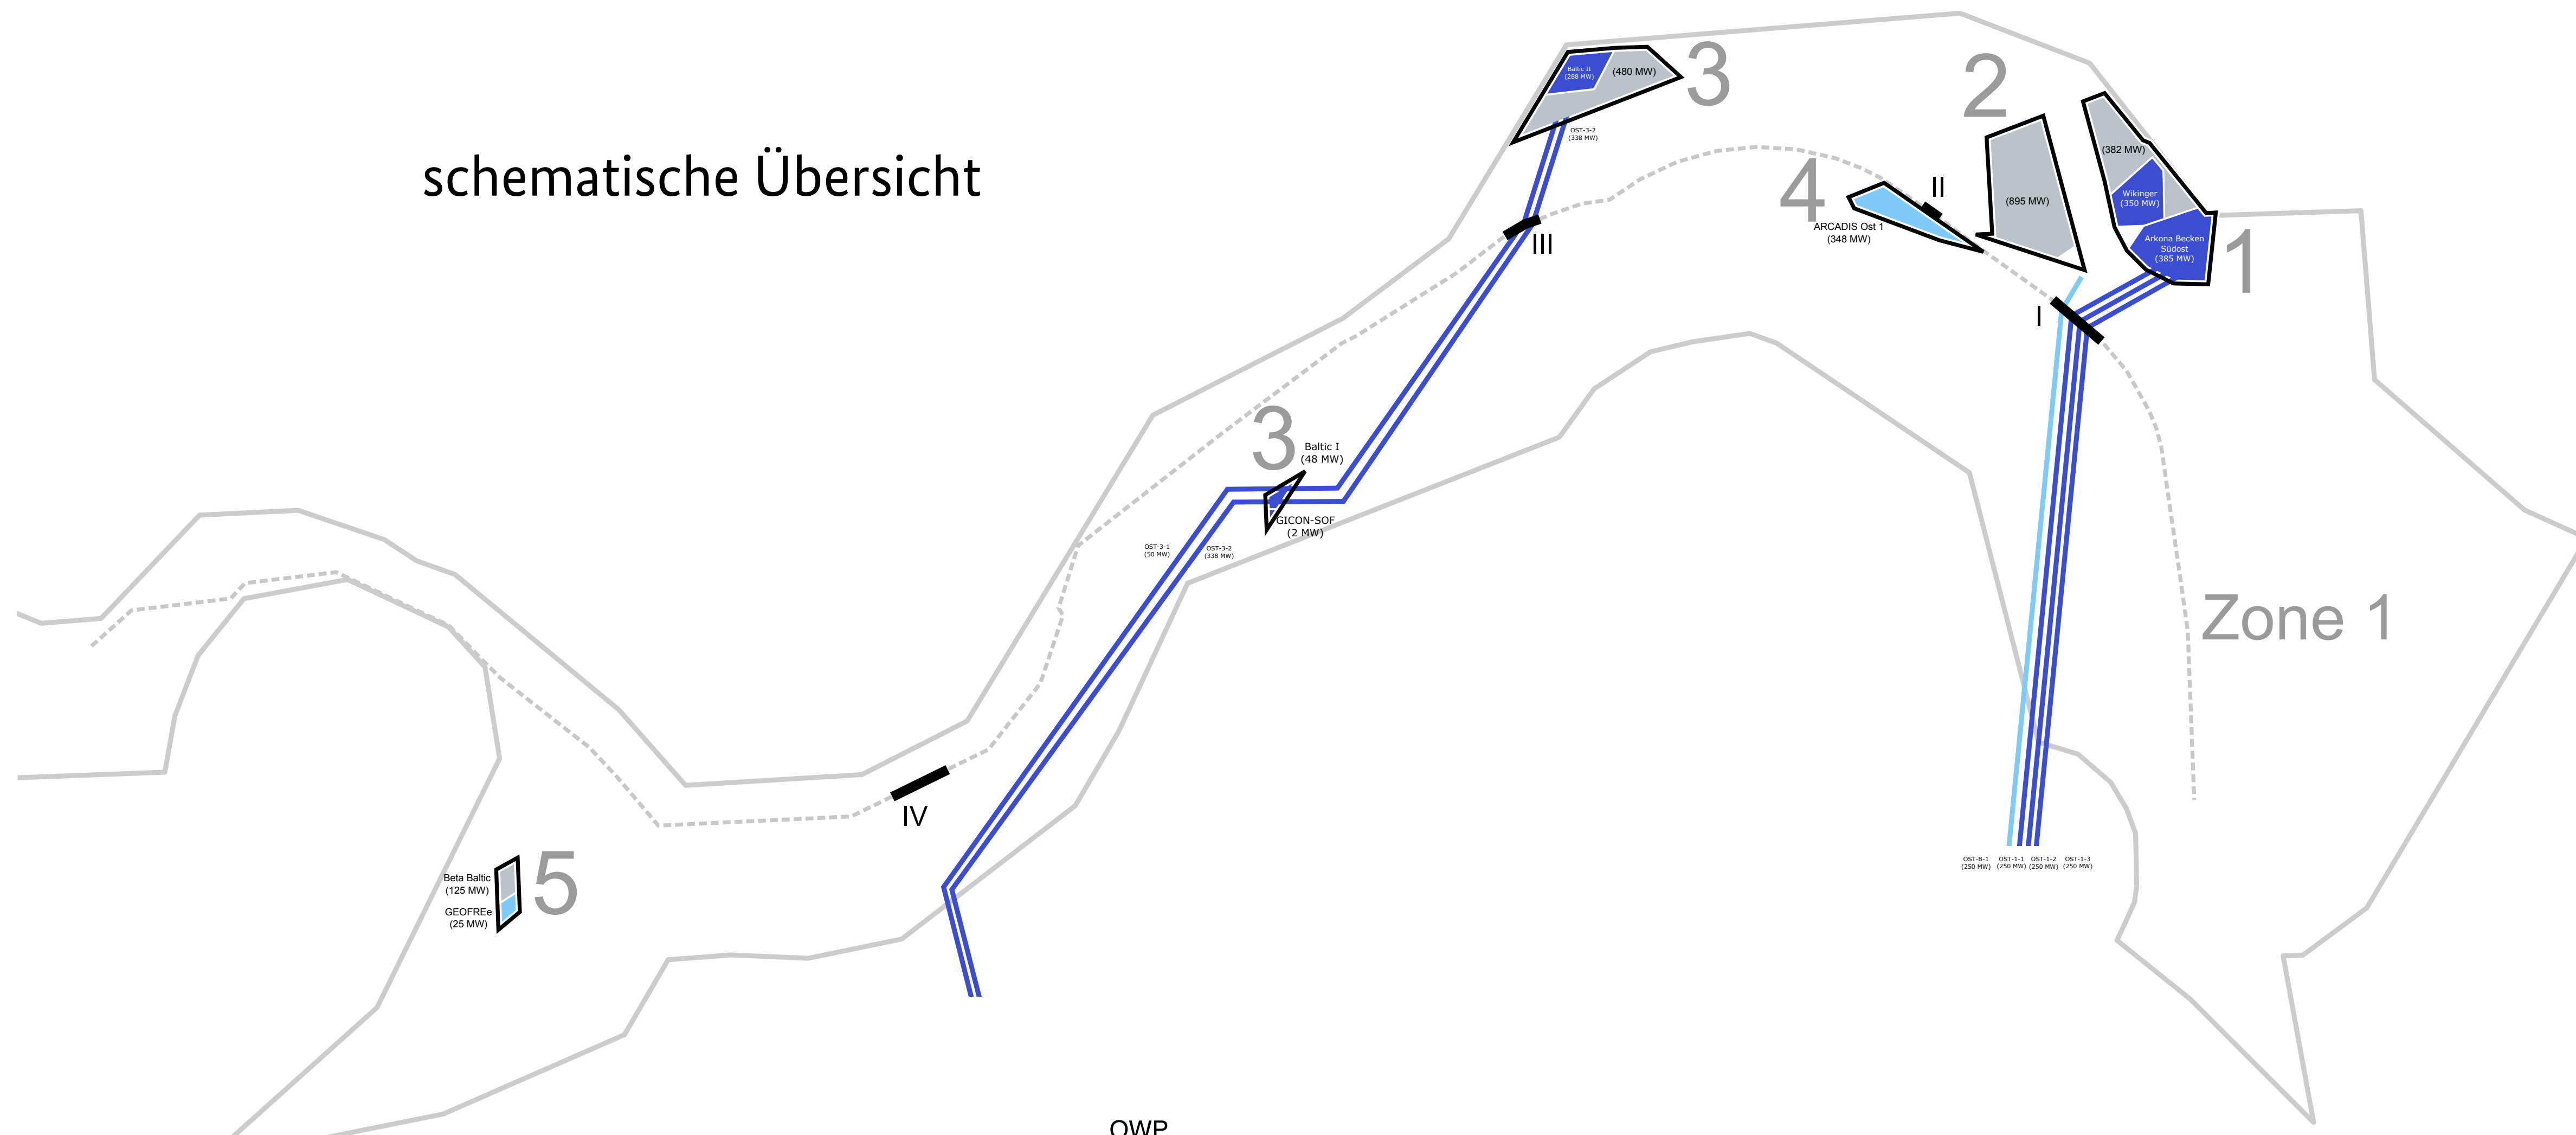 schematische Übersicht
3
Baltic II
(288 MW)
(480 MW)
OST-3-2
(338 MW)
2
(895 MW)
(382 MW)
Wikinger
(350 MW)
Arkona Becken
Südost
(385 MW)
1
4
II
ARCADIS Ost 1
(348 MW)
III
I
3
Baltic I
(48 MW)
GICON-SOF
(2 MW)
OST-3-1
(50 MW)
OST-3-2
(338 MW)
Zone 1
IV
5
Beta Baltic
(125 MW)
GEOFREe
(25 MW)
OST-B-1
(250 MW)
OST-1-1
(250 MW)
OST-1-2
(250 MW)
OST-1-3
(250 MW)
OWP